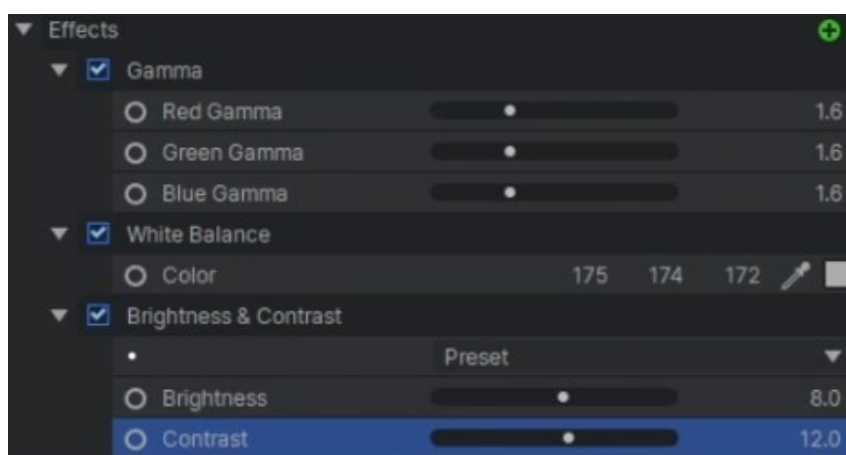 Effects
Gamma
Red Gamma 1.6
Green Gamma 1.6
Blue Gamma 1.6
White Balance
Color 175 174 172
Brightness & Contrast
Preset
Brightness 8.0
Contrast 12.0